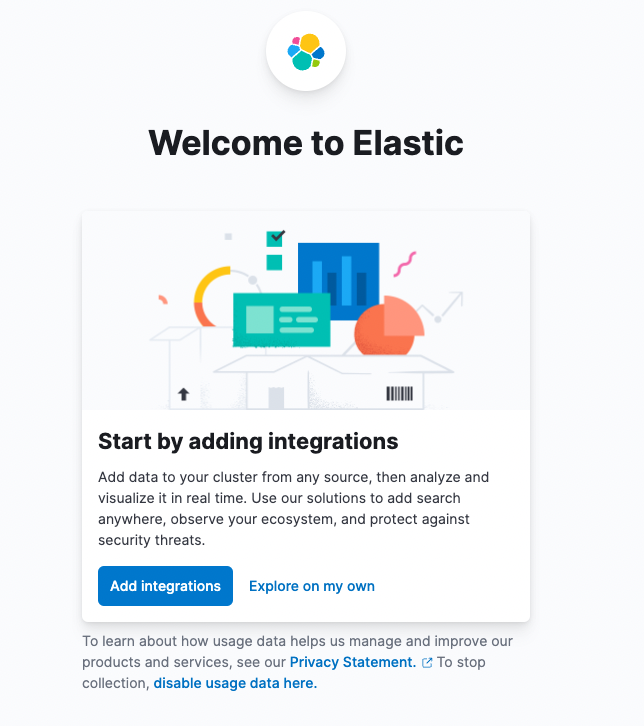 Welcome to Elastic
Start by adding integrations
Add data to your cluster from any source, then analyze and
visualize it in real time. Use our solutions to add search
anywhere, observe your ecosystem, and protect against
security threats.
Add integrations
Explore on my own
To learn about how usage data helps us manage and improve our
products and services, see our Privacy Statement. To stop
collection, disable usage data here.